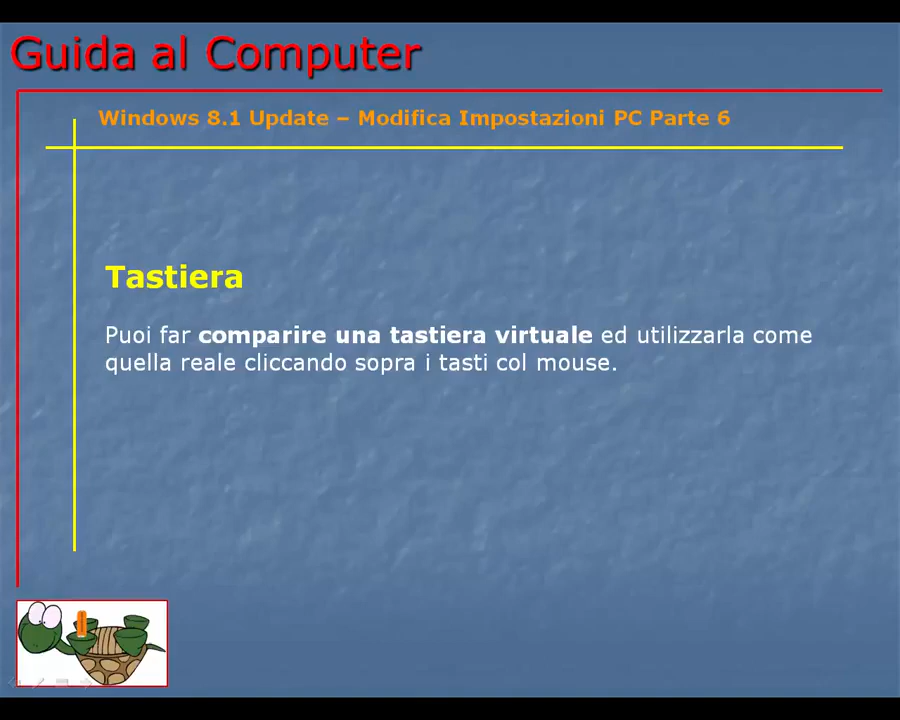 Guida al Computer
Windows 8.1 Update – Modifica Impostazioni PC Parte 6
Tastiera
Puoi far comparire una tastiera virtuale ed utilizzarla come
quella reale cliccando sopra i tasti col mouse.